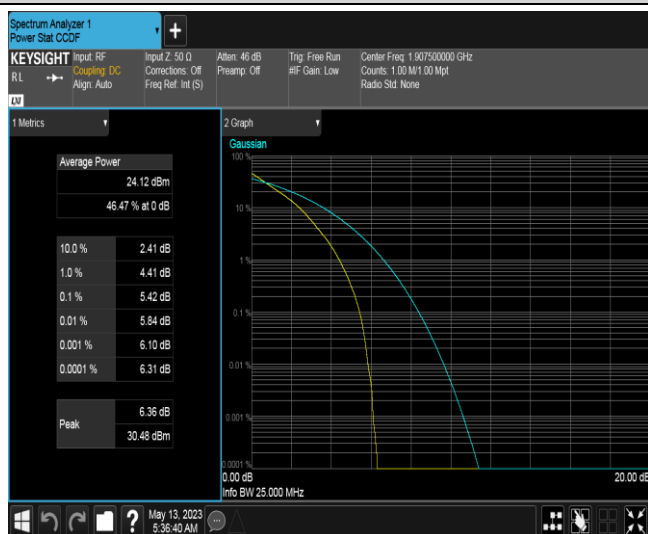 Spectrum Analyzer 1
Power Stat CCDF
+
KEYSIGHT
RL
LXI
Input: RF
Coupling: DC
Align: Auto
Input Z: 50 Ω
Corrections: Off
Freq Ref: Int (S)
Atten: 46 dB
Preamp: Off
Trig: Free Run
#IF Gain: Low
Center Freq: 1.907500000 GHz
Counts: 1.00 M/1.00 Mpt
Radio Std: None
1 Metrics
Average Power
24.12 dBm
46.47 % at 0 dB
10.0 % 2.41 dB
1.0 % 4.41 dB
0.1 % 5.42 dB
0.01 % 5.84 dB
0.001 % 6.10 dB
0.0001 % 6.31 dB
Peak
6.36 dB
30.48 dBm
2 Graph
Gaussian
100 %
10 %
1 %
0.1 %
0.01 %
0.001 %
0.0001 %
0.00 dB 20.00 dB
Info BW 25.000 MHz
?
May 13, 2023
5:36:40 AM